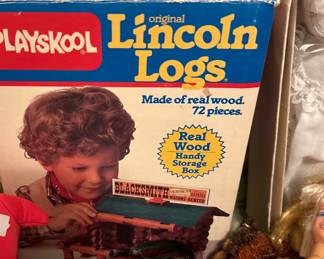 PLAYSKOOL
original
Lincoln
Logs
Made of real wood.
72 pieces.
Real
Wood
Handy
Storage
Box
BLACKSMITH